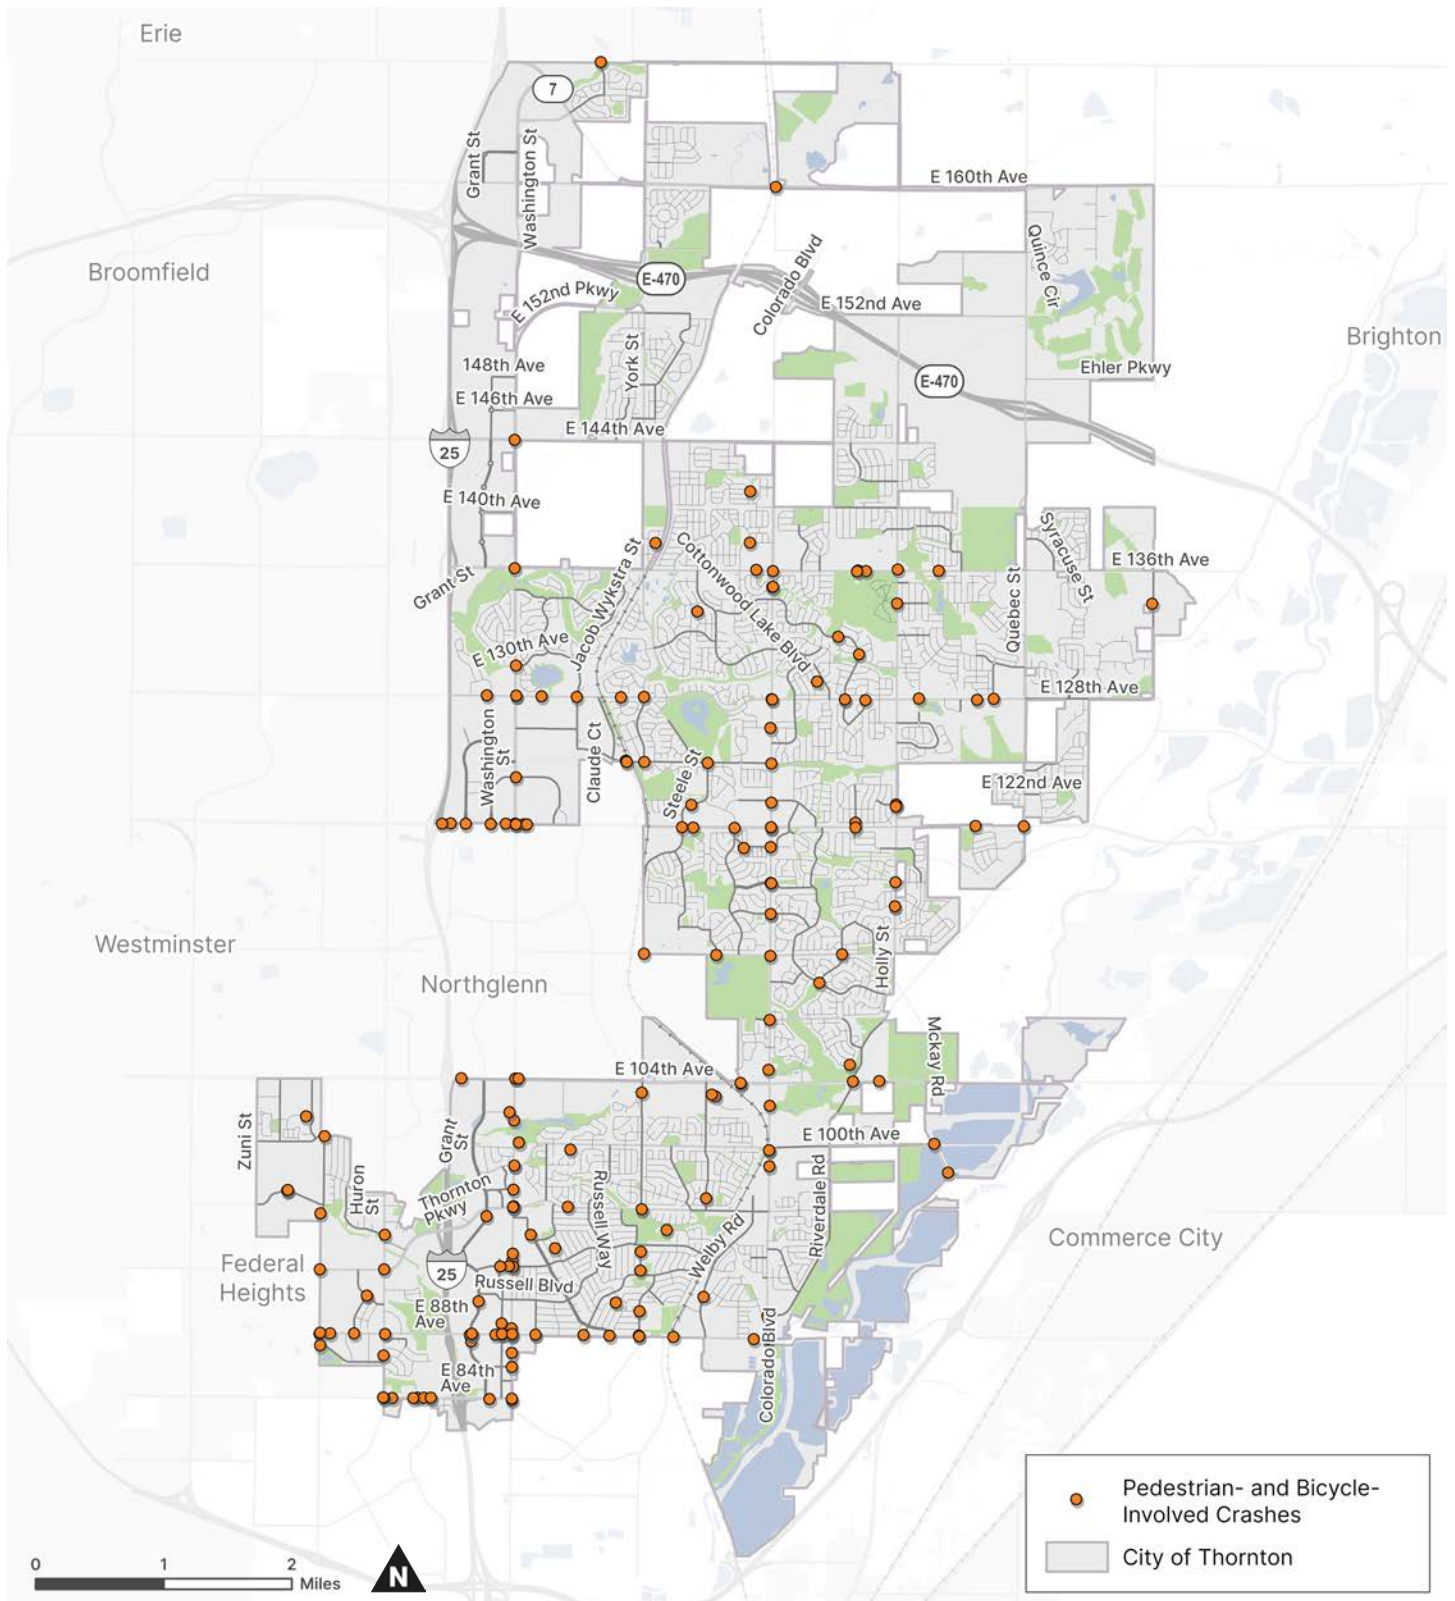 Erie
7
Grant St
Washington St
E 160th Ave
Broomfield
E-470
Colorado Blvd
Quince Cir
E 152nd Pkwy
E 152nd Ave
Brighton
York St
148th Ave
Ehler Pkwy
E-470
E 146th Ave
E 144th Ave
25
E 140th Ave
Syracuse St
E 136th Ave
Grant St
Jacob Wykstra St
Cottonwood Lake Blvd
Quebec St
E 130th Ave
E 128th Ave
Washington
St
Claude Ct
Steele St
E 122nd Ave
Westminster
Holly St
Northglenn
Mckay Rd
E 104th Ave
Zuni St
Grant
St
E 100th Ave
Huron
St
Thornton
Pkwy
Russell Way
Welby Rd
Riverdale Rd
Commerce City
Federal
Heights
25
Russell Blvd
E 88th
Ave
Colorado Blvd
E 84th
Ave
Pedestrian- and Bicycle-
Involved Crashes
City of Thornton
0 1 2
Miles
N